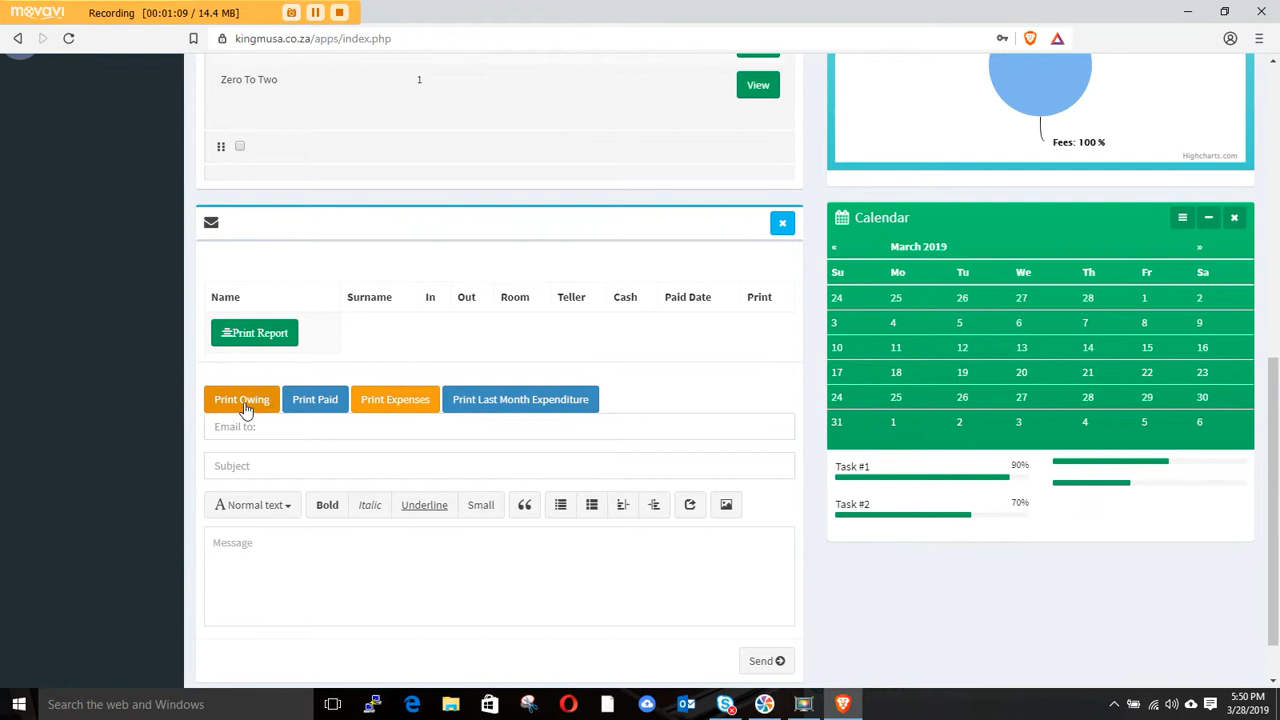 movavi Recording [00:01:09 / 14.4 MB]
kingmusa.co.za/apps/index.php
Zero To Two 1 View
Fees: 100 %
Highcharts.com
Calendar
« March 2019 »
Su Mo Tu We Th Fr Sa
24 25 26 27 28 1 2
3 4 5 6 7 8 9
10 11 12 13 14 15 16
17 18 19 20 21 22 23
24 25 26 27 28 29 30
31 1 2 3 4 5 6
Name Surname In Out Room Teller Cash Paid Date Print
Print Report
Print Owing Print Paid Print Expenses Print Last Month Expenditure
Email to:
Subject
A Normal text Bold Italic Underline Small
Message
Send
Task #1 90%
Task #2 70%
Search the web and Windows
5:50 PM
3/28/2019